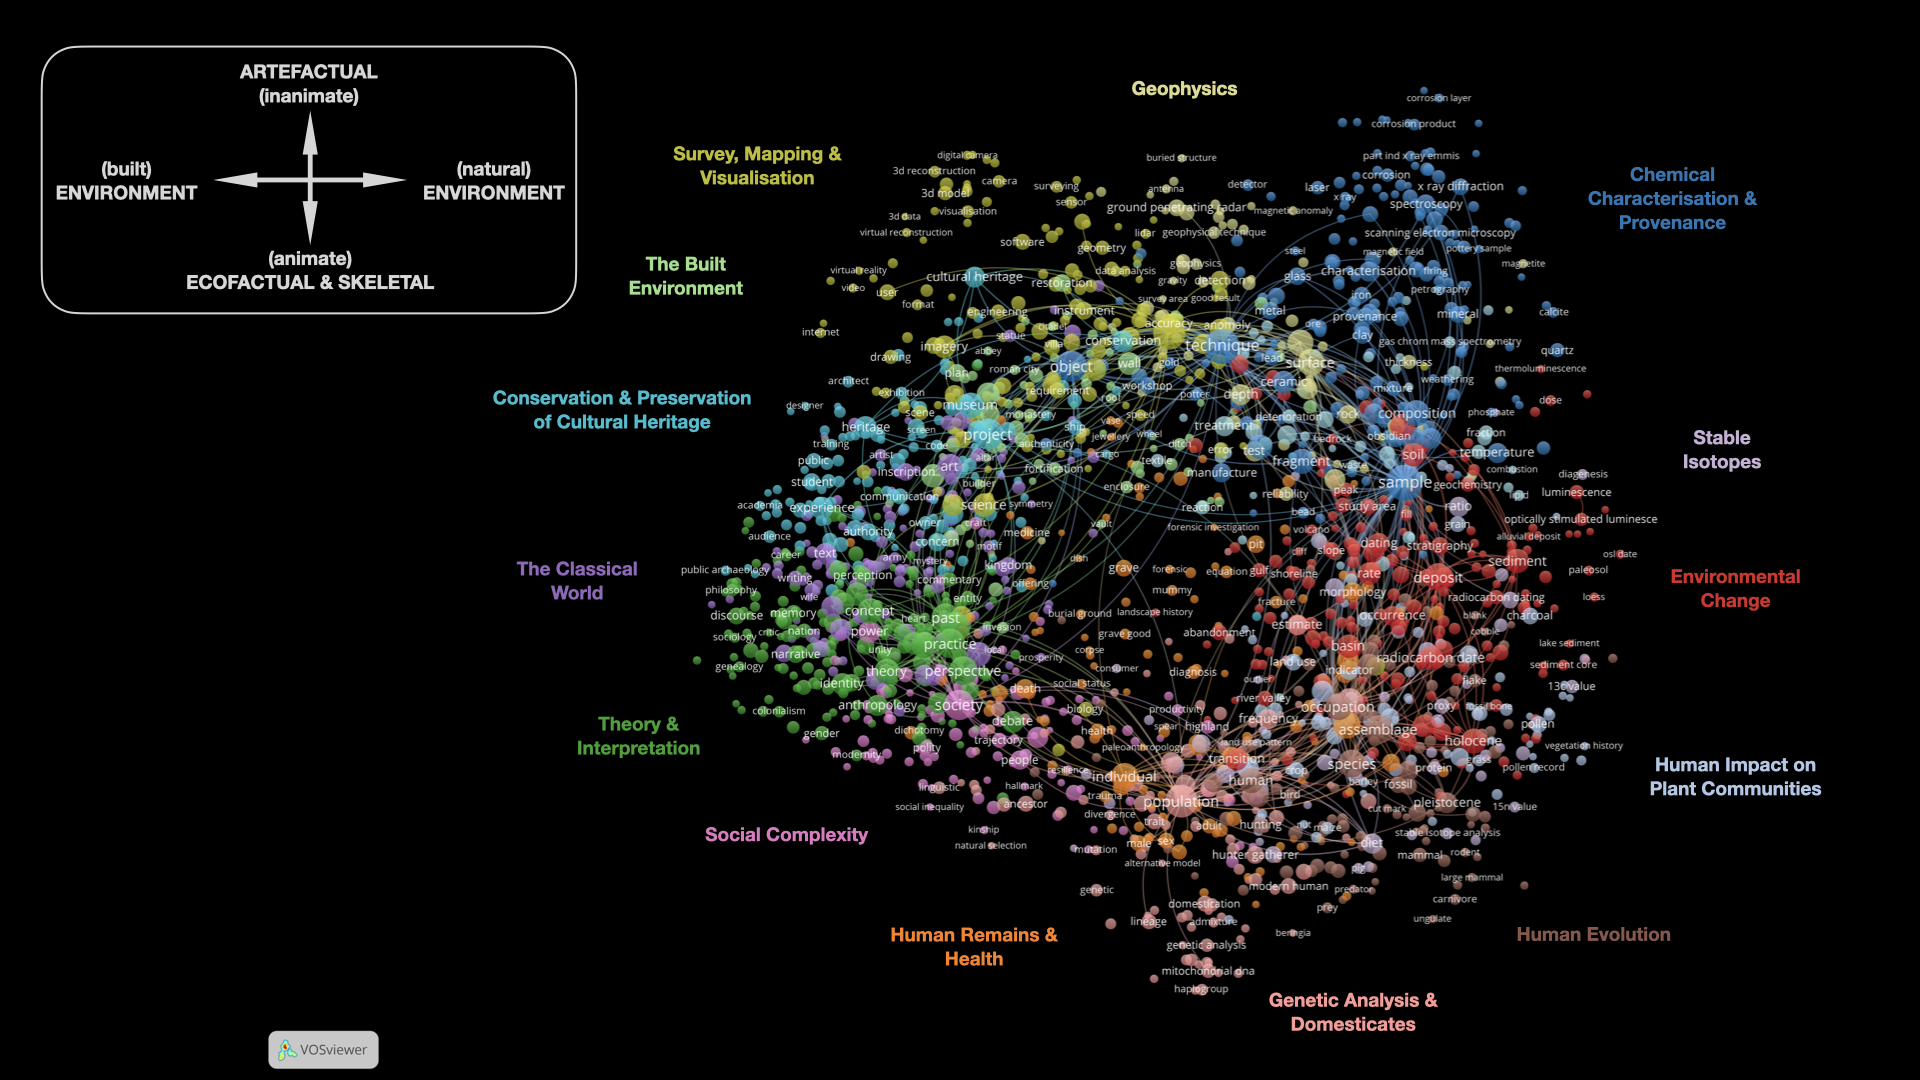 ARTEFACTUAL
(inanimate)
(built)
ENVIRONMENT
(natural)
ENVIRONMENT
(animate)
ECOFACTUAL & SKELETAL
Geophysics
Survey, Mapping &
Visualisation
Chemical
Characterisation &
Provenance
The Built
Environment
Conservation & Preservation
of Cultural Heritage
Stable
Isotopes
The Classical
World
Environmental
Change
Theory &
Interpretation
Human Impact on
Plant Communities
Social Complexity
Human Remains &
Health
Human Evolution
Genetic Analysis &
Domesticates
corrosion layer
corrosion product
digital camera
buried structure
part ind x ray emmis
3d reconstruction
camera
surveying
antenna
detector
laser
corrosion
x ray diffraction
3d model
sensor
x ray
spectroscopy
3d data
visualisation
ground penetrating radar
magnetic anomaly
virtual reconstruction
software
lidar
geophysical technique
scanning electron microscopy
geometry
steel
magnetic field
pottery sample
virtual reality
cultural heritage
data analysis
geophysics
characterisation
firing
magnetite
video
user
restoration
gravity
detection
glass
petrography
format
engineering
instrument
survey area
good result
metal
iron
provenance
mineral
calcite
internet
statue
citadel
accuracy
anomaly
ore
clay
drawing
imagery
abbey
villa
conservation
technique
gas chrom mass spectrometry
quartz
plan
roman city
object
wall
gold
lead
surface
thickness
thermoluminescence
architect
exhibition
requirement
workshop
ceramic
mixture
weathering
designer
museum
scene
monastery
roof
potter
depth
rock
composition
phosphate
dose
heritage
screen
ship
speed
vase
treatment
deterioration
obsidian
fraction
training
code
project
authenticity
jewellery
wheel
ditch
error
test
bedrock
soil
temperature
public
artist
altar
cargo
textile
fragment
waste
combustion
inscription
art
fortification
manufacture
sample
geochemistry
diagenesis
student
builder
enclosure
reliability
peak
lipid
luminescence
communication
academia
experience
science
symmetry
reaction
bead
study area
fill
ratio
optically stimulated luminesce
owner
craft
vault
forensic investigation
volcano
grain
audience
authority
concern
motif
medicine
pit
cliff
slope
dating
stratigraphy
alluvial deposit
career
text
army
mystery
kingdom
dish
grave
forensic
equation
gulf
shoreline
rate
deposit
sediment
osl date
public archaeology
writing
perception
commentary
offering
mummy
morphology
paleosol
philosophy
wife
entity
fracture
radiocarbon dating
loess
discourse
memory
concept
heart
past
burial ground
landscape history
estimate
occurrence
blank
charcoal
sociology
critic
nation
power
invasion
grave good
abandonment
cobble
genealogy
narrative
unity
practice
local
prosperity
corpse
basin
radiocarbon date
lake sediment
theory
perspective
consumer
diagnosis
land use
indicator
sediment core
identity
death
social status
outlier
river valley
flake
13c value
colonialism
anthropology
society
biology
productivity
occupation
proxy
fossil bone
gender
dichotomy
debate
health
spear
highland
frequency
assemblage
pollen
modernity
polity
trajectory
paleoanthropology
land use pattern
holocene
vegetation history
people
resilience
individual
transition
species
protein
grass
pollen record
linguistic
hallmark
trauma
human
crop
barley
fossil
social inequality
ancestor
population
bird
cut mark
pleistocene
15n value
divergence
kinship
trait
adult
hunting
nut
maize
stable isotope analysis
natural selection
mutation
male
sex
diet
alternative model
hunter gatherer
mammal
rodent
pig
genetic
modern human
predator
large mammal
domestication
prey
carnivore
lineage
admixture
ungulate
beringia
genetic analysis
mitochondrial dna
haplogroup
VOSviewer